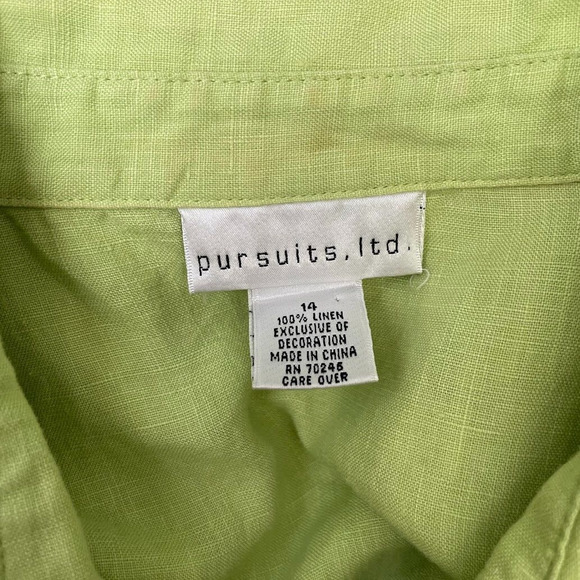 pursuits, ltd.
14
100% LINEN
EXCLUSIVE OF
DECORATION
MADE IN CHINA
RN 70246
CARE OVER